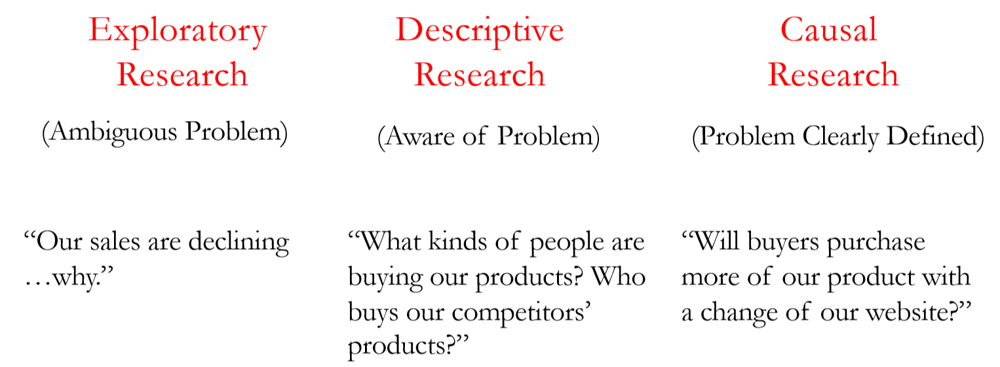 Exploratory
Research
(Ambiguous Problem)
“Our sales are declining
…why.”
Descriptive
Research
(Aware of Problem)
“What kinds of people are
buying our products? Who
buys our competitors’
products?”
Causal
Research
(Problem Clearly Defined)
“Will buyers purchase
more of our product with
a change of our website?”